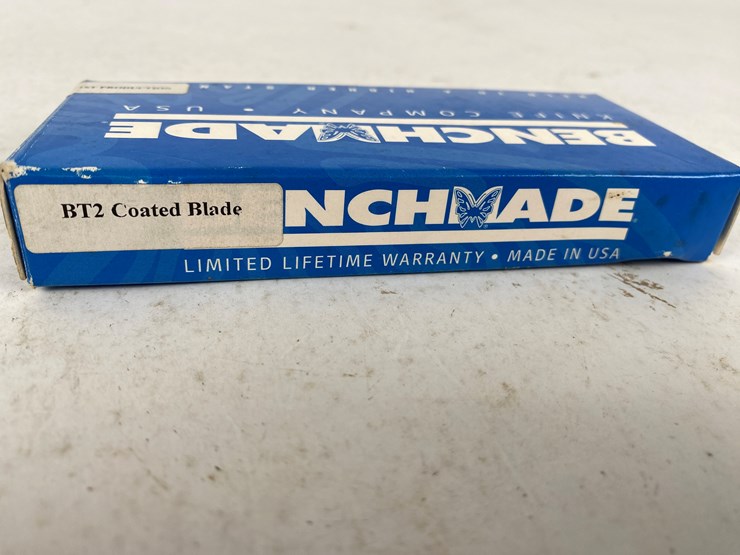 BENCHMADE
KNIFE COMPANY • USA
BT2 Coated Blade
NCHMADE
LIMITED LIFETIME WARRANTY • MADE IN USA